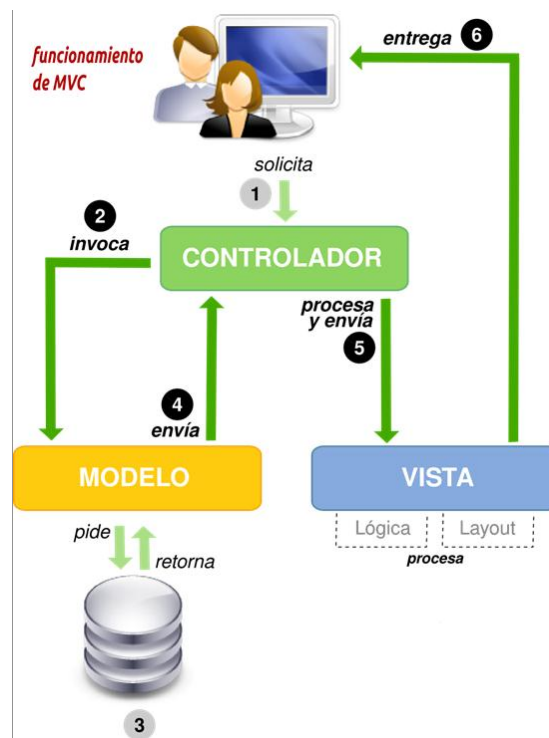 funcionamiento
de MVC
entrega 6
solicita
1
2
invoca
CONTROLADOR
procesa
y envía
5
4
envía
MODELO
VISTA
Lógica
Layout
procesa
pide
retorna
3